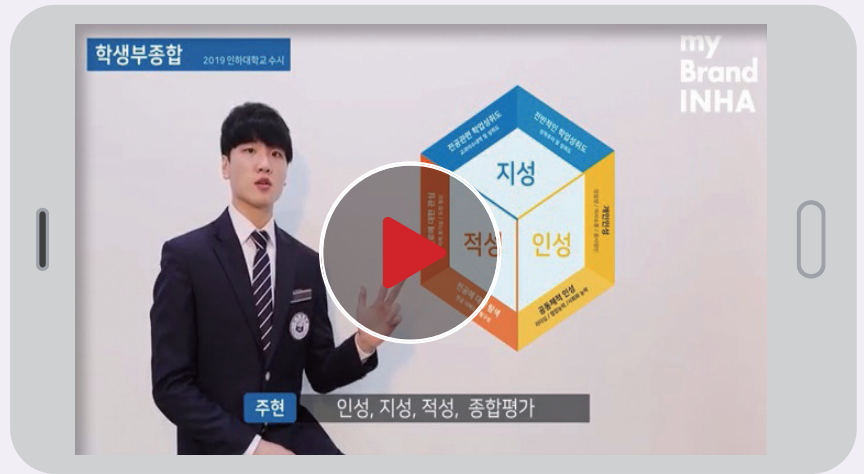 학생부종합 2019 인하대학교 수시
my
Brand
INHA
전공관련 학업성취도
전반적인 학업성취도
지성
적성
인성
개인인성
공동체적 인성
주현 인성, 지성, 적성, 종합평가